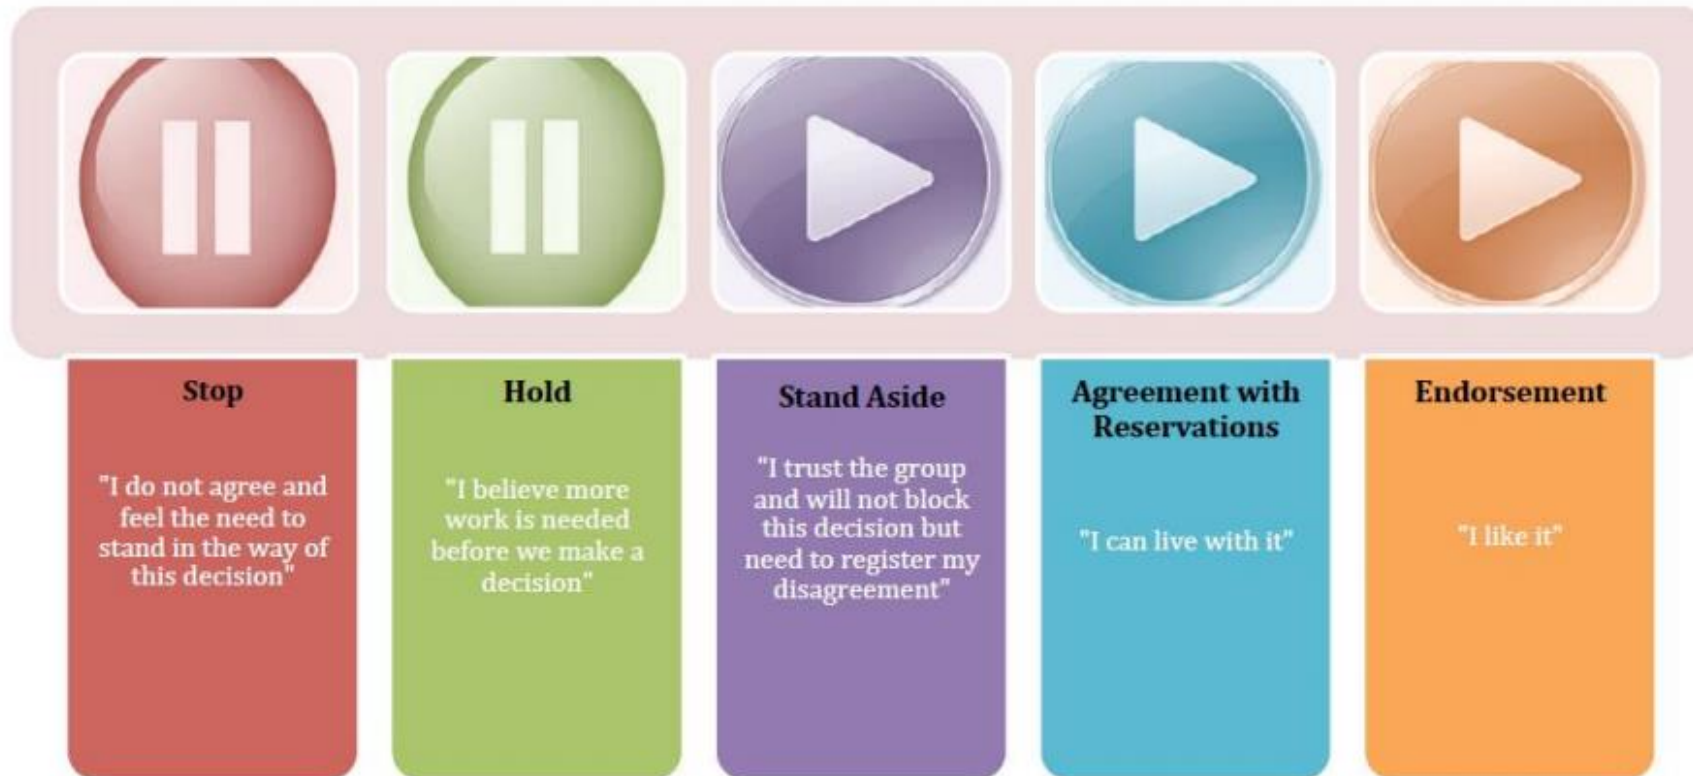 Stop
"I do not agree and
feel the need to
stand in the way of
this decision"
Hold
"I believe more
work is needed
before we make a
decision"
Stand Aside
"I trust the group
and will not block
this decision but
need to register my
disagreement"
Agreement with
Reservations
"I can live with it"
Endorsement
"I like it"